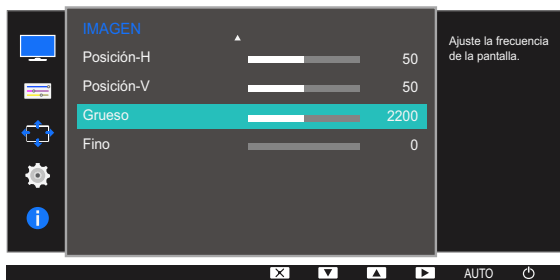 IMAGEN
Posición-H 50
Posición-V 50
Grueso 2200
Fino 0
Ajuste la frecuencia
de la pantalla.
AUTO